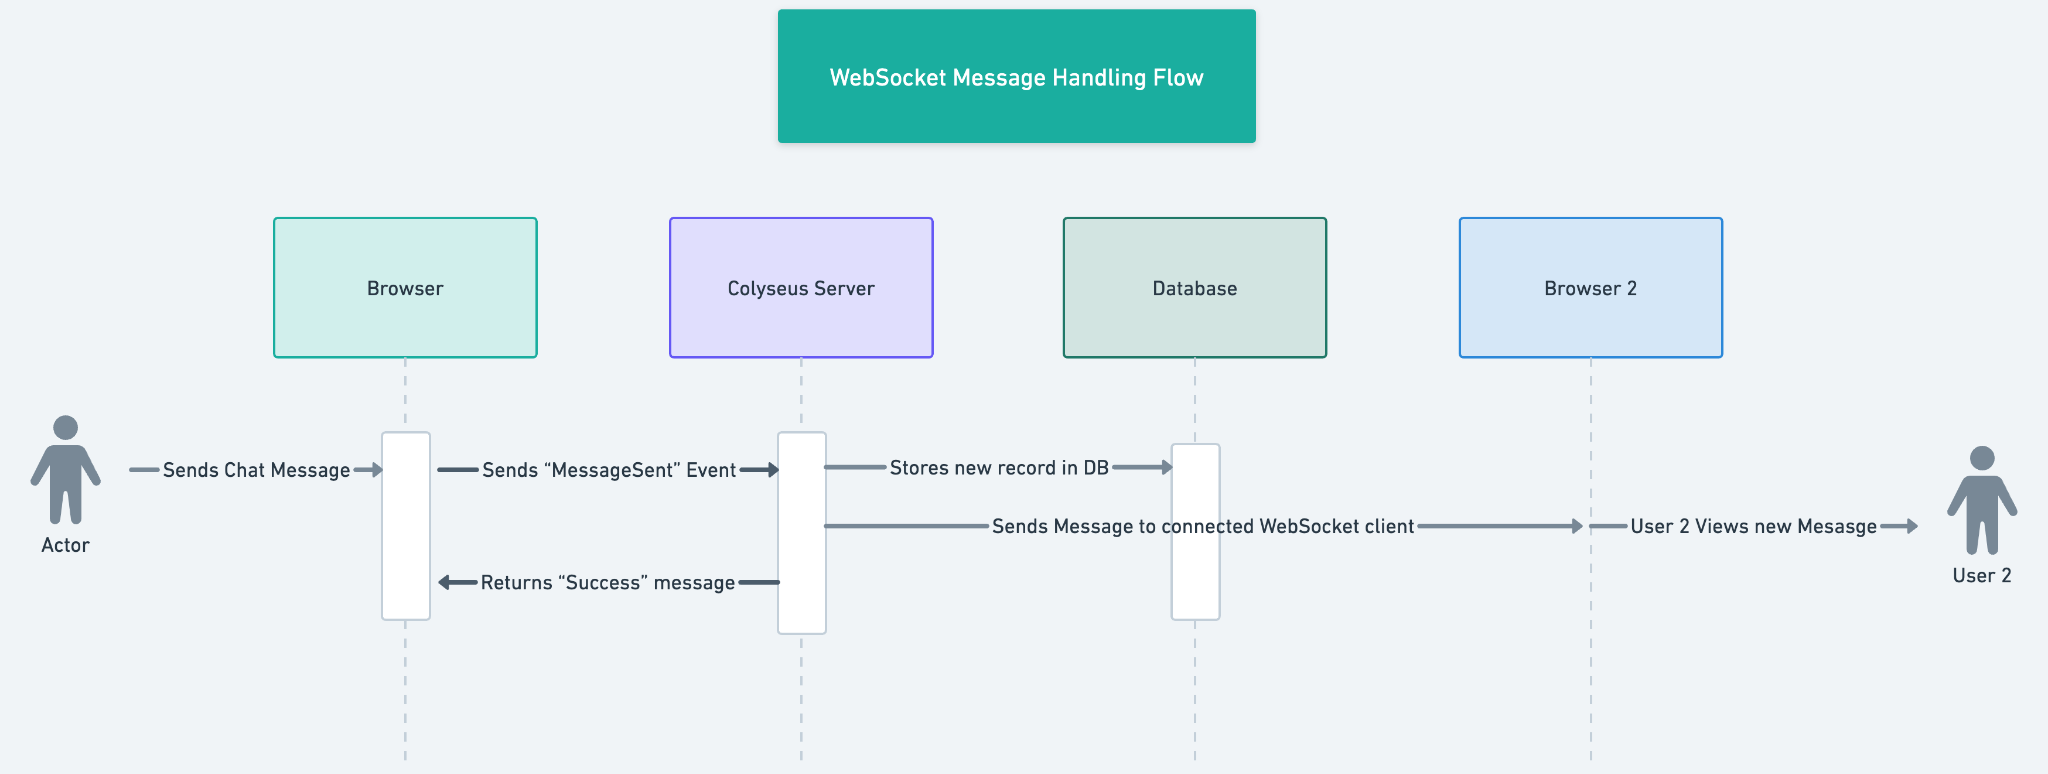 WebSocket Message Handling Flow
Browser
Colyseus Server
Database
Browser 2
Sends Chat Message
Sends “MessageSent” Event
Stores new record in DB
Sends Message to connected WebSocket client
User 2 Views new Mesasge
Actor
Returns “Success” message
User 2